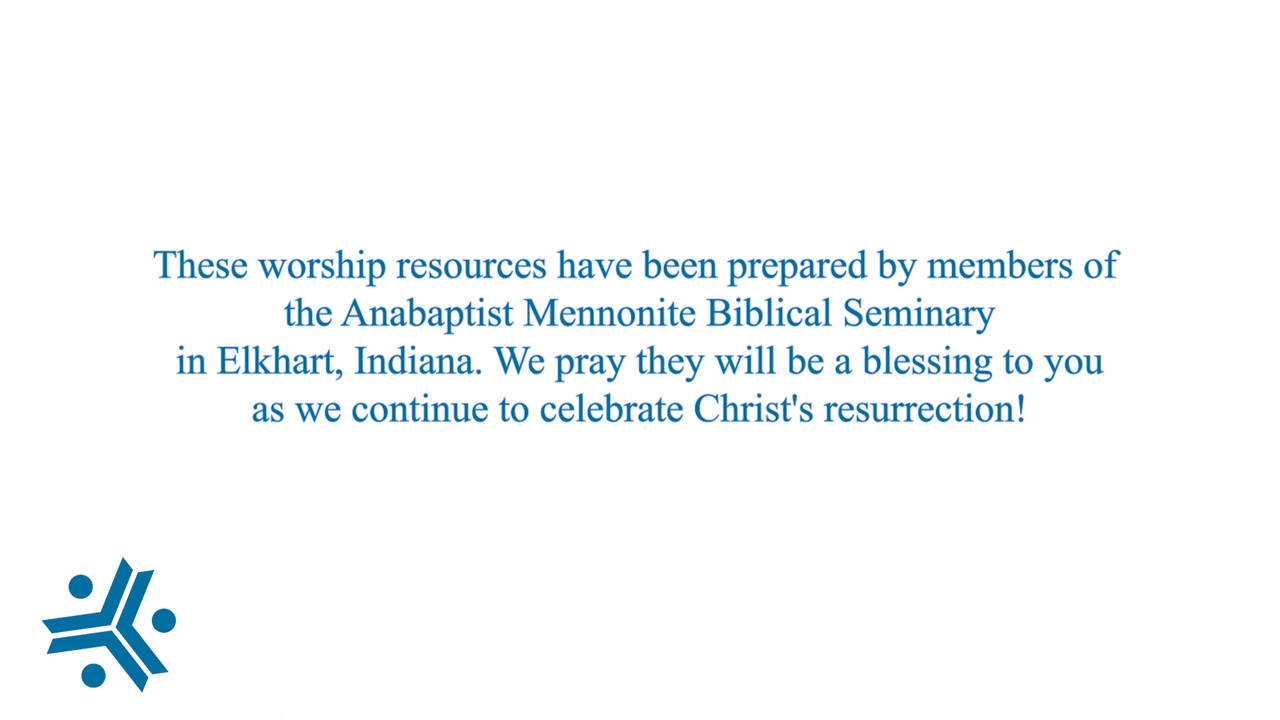 These worship resources have been prepared by members of
the Anabaptist Mennonite Biblical Seminary
in Elkhart, Indiana. We pray they will be a blessing to you
as we continue to celebrate Christ's resurrection!